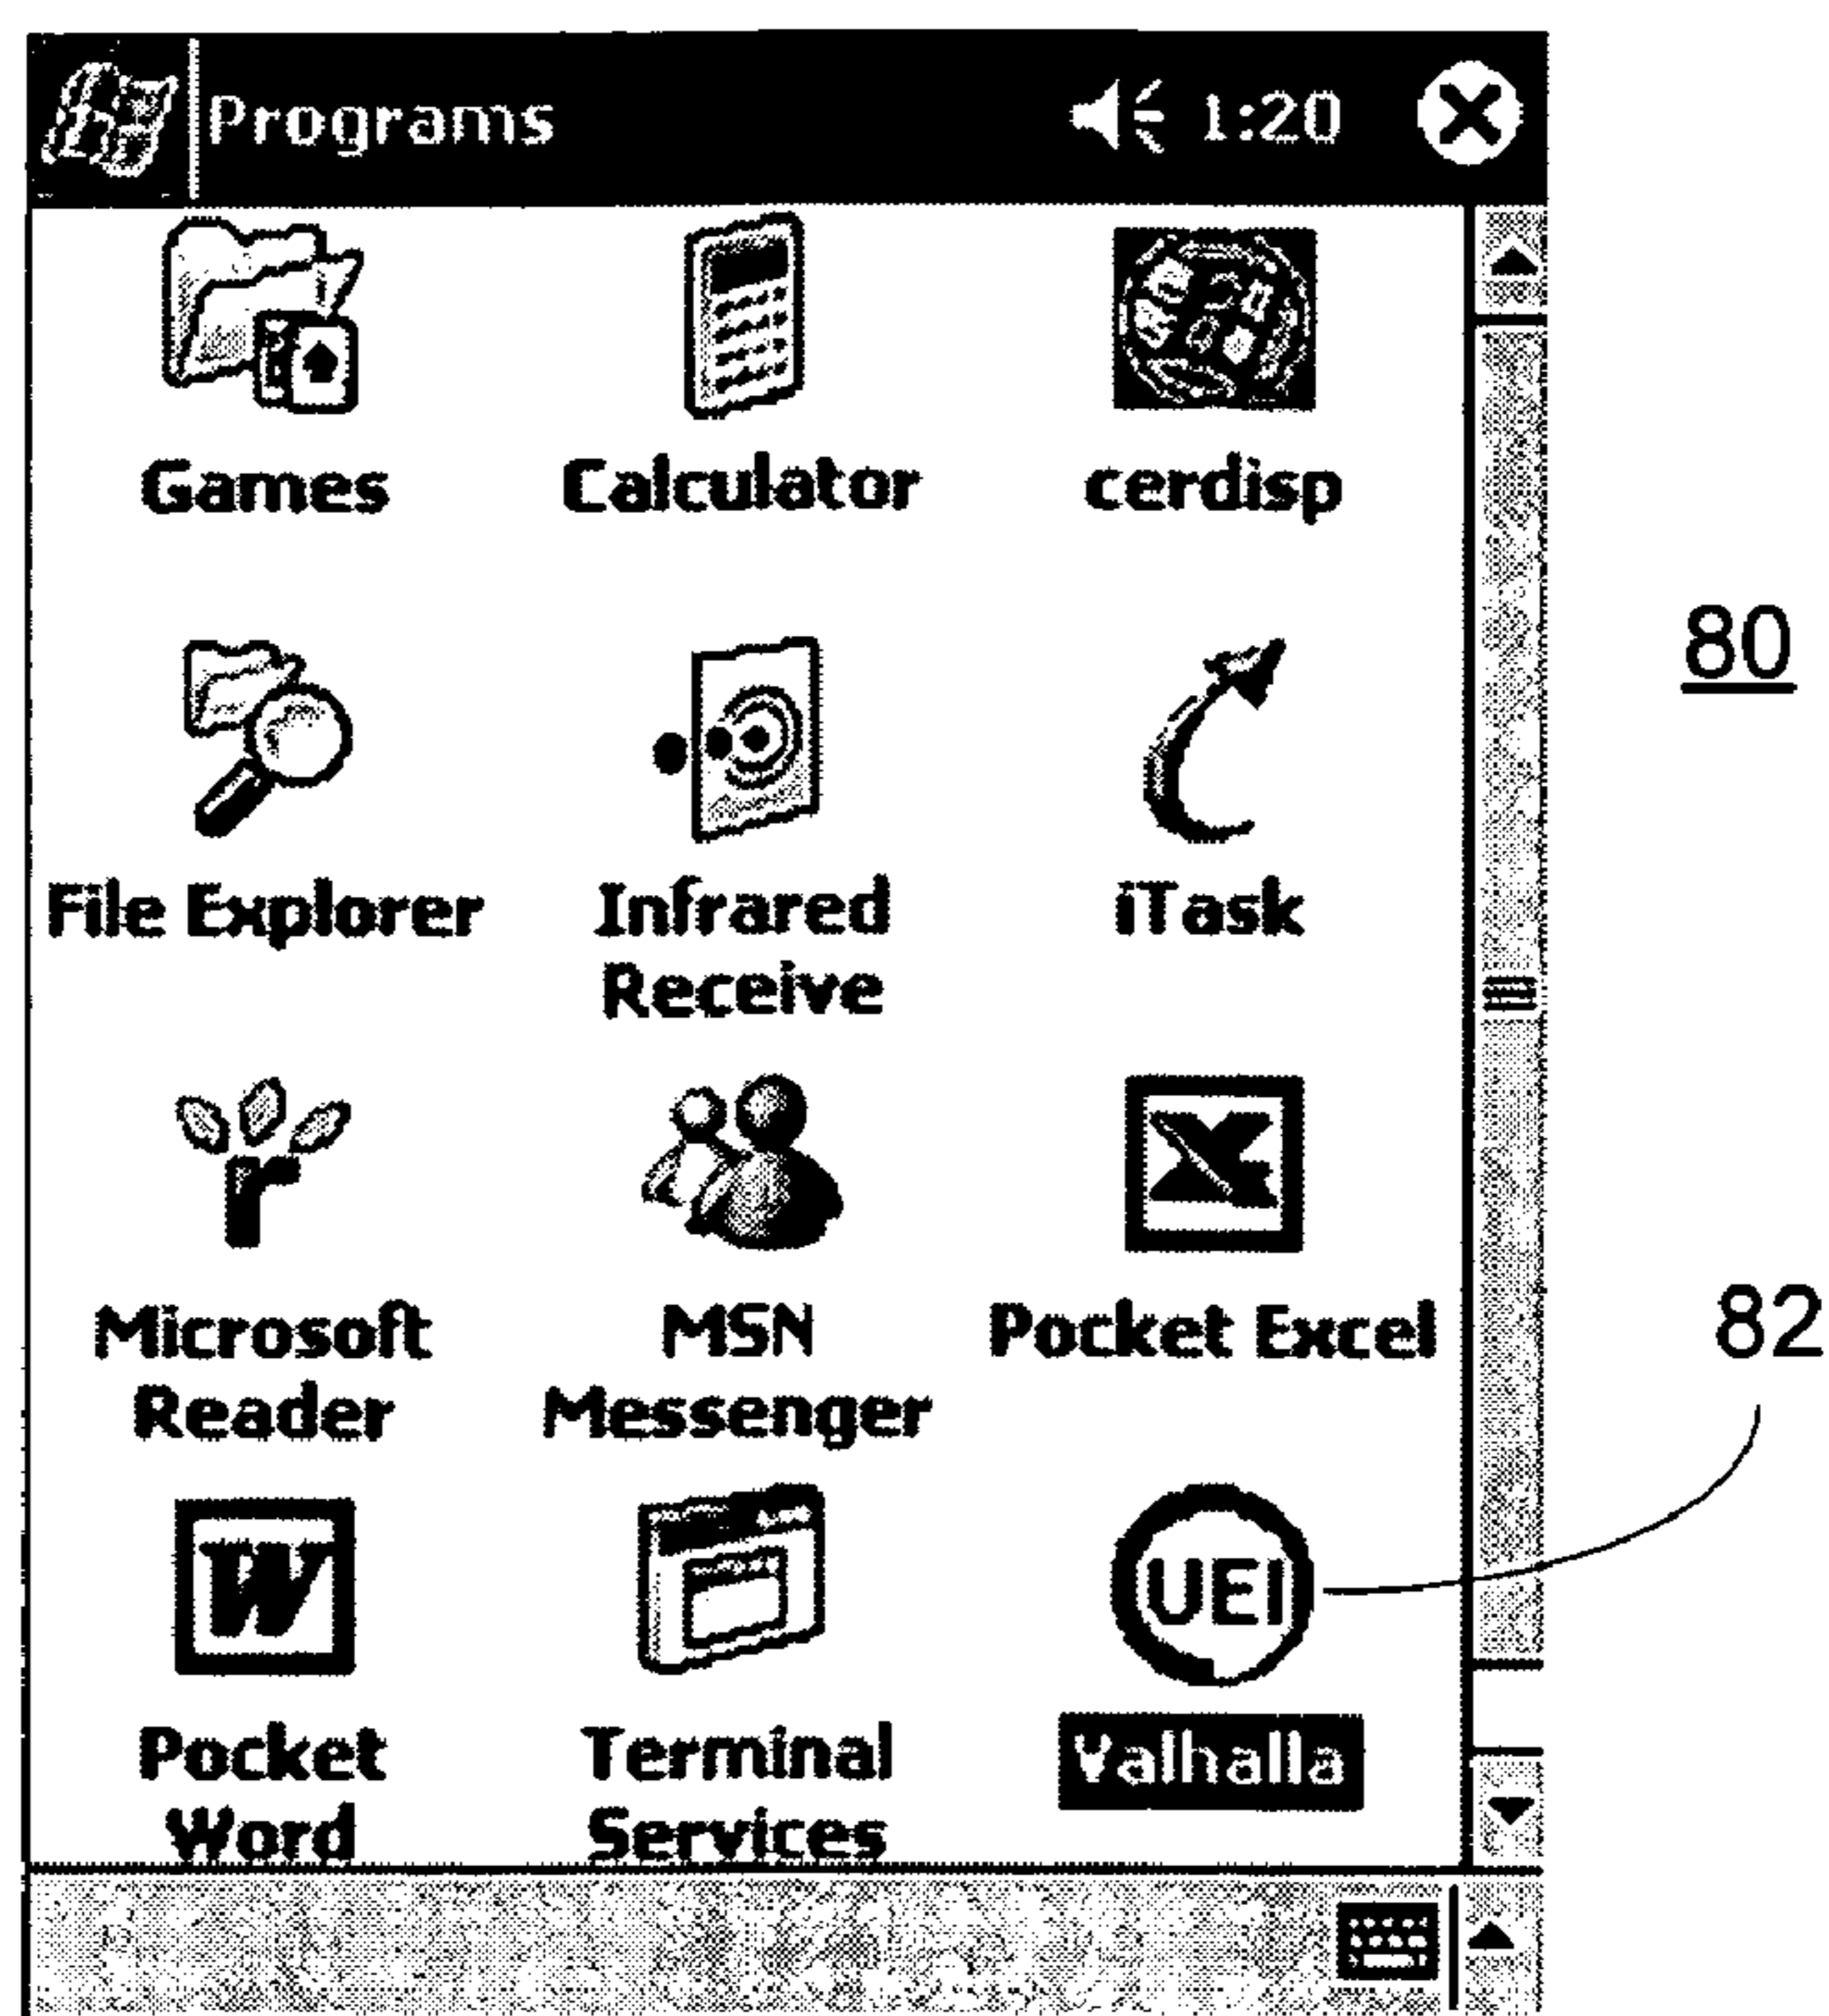 Programs 1:20
Games Calculator cerdisp
80
File Explorer Infrared iTask
Receive
Microsoft MSN Pocket Excel
Reader Messenger
82
W UEI
Pocket Terminal Valhalla
Word Services